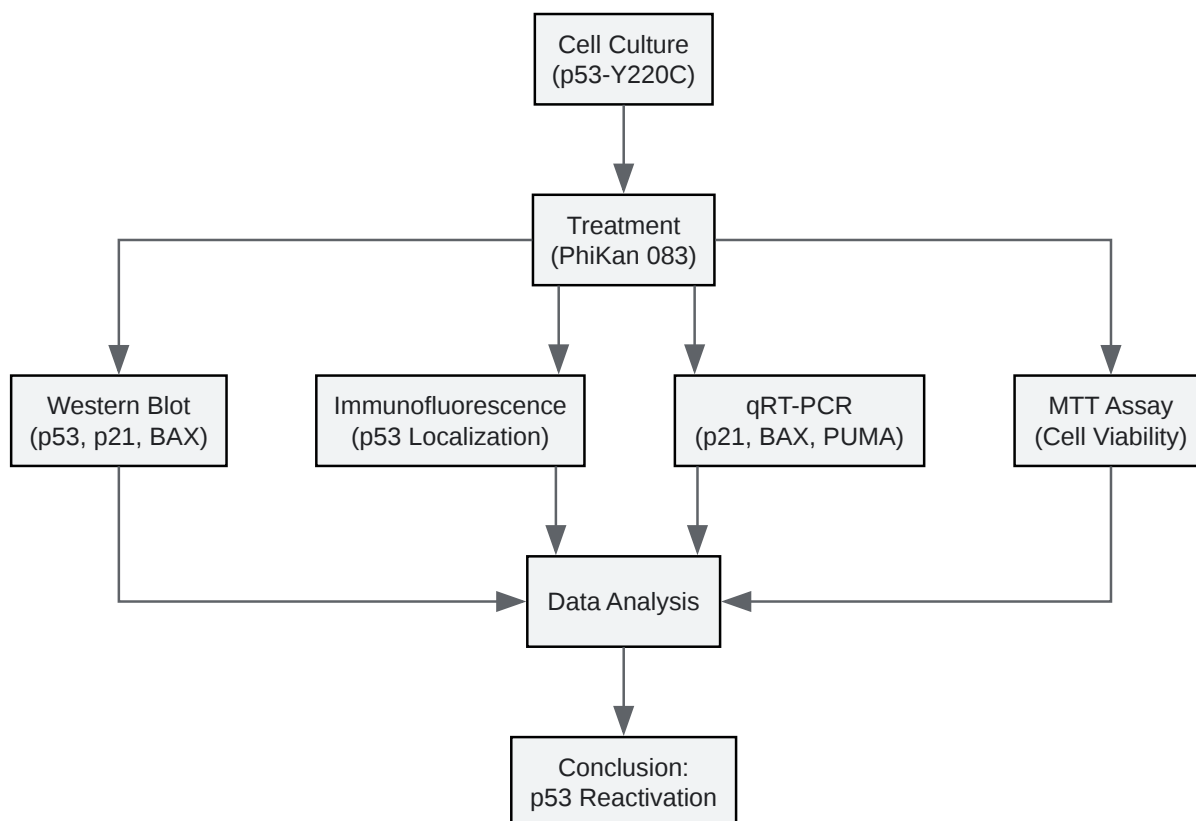 Cell Culture
(p53-Y220C)
Treatment
(PhiKan 083)
Western Blot
(p53, p21, BAX)
Immunofluorescence
(p53 Localization)
qRT-PCR
(p21, BAX, PUMA)
MTT Assay
(Cell Viability)
Data Analysis
Conclusion:
p53 Reactivation